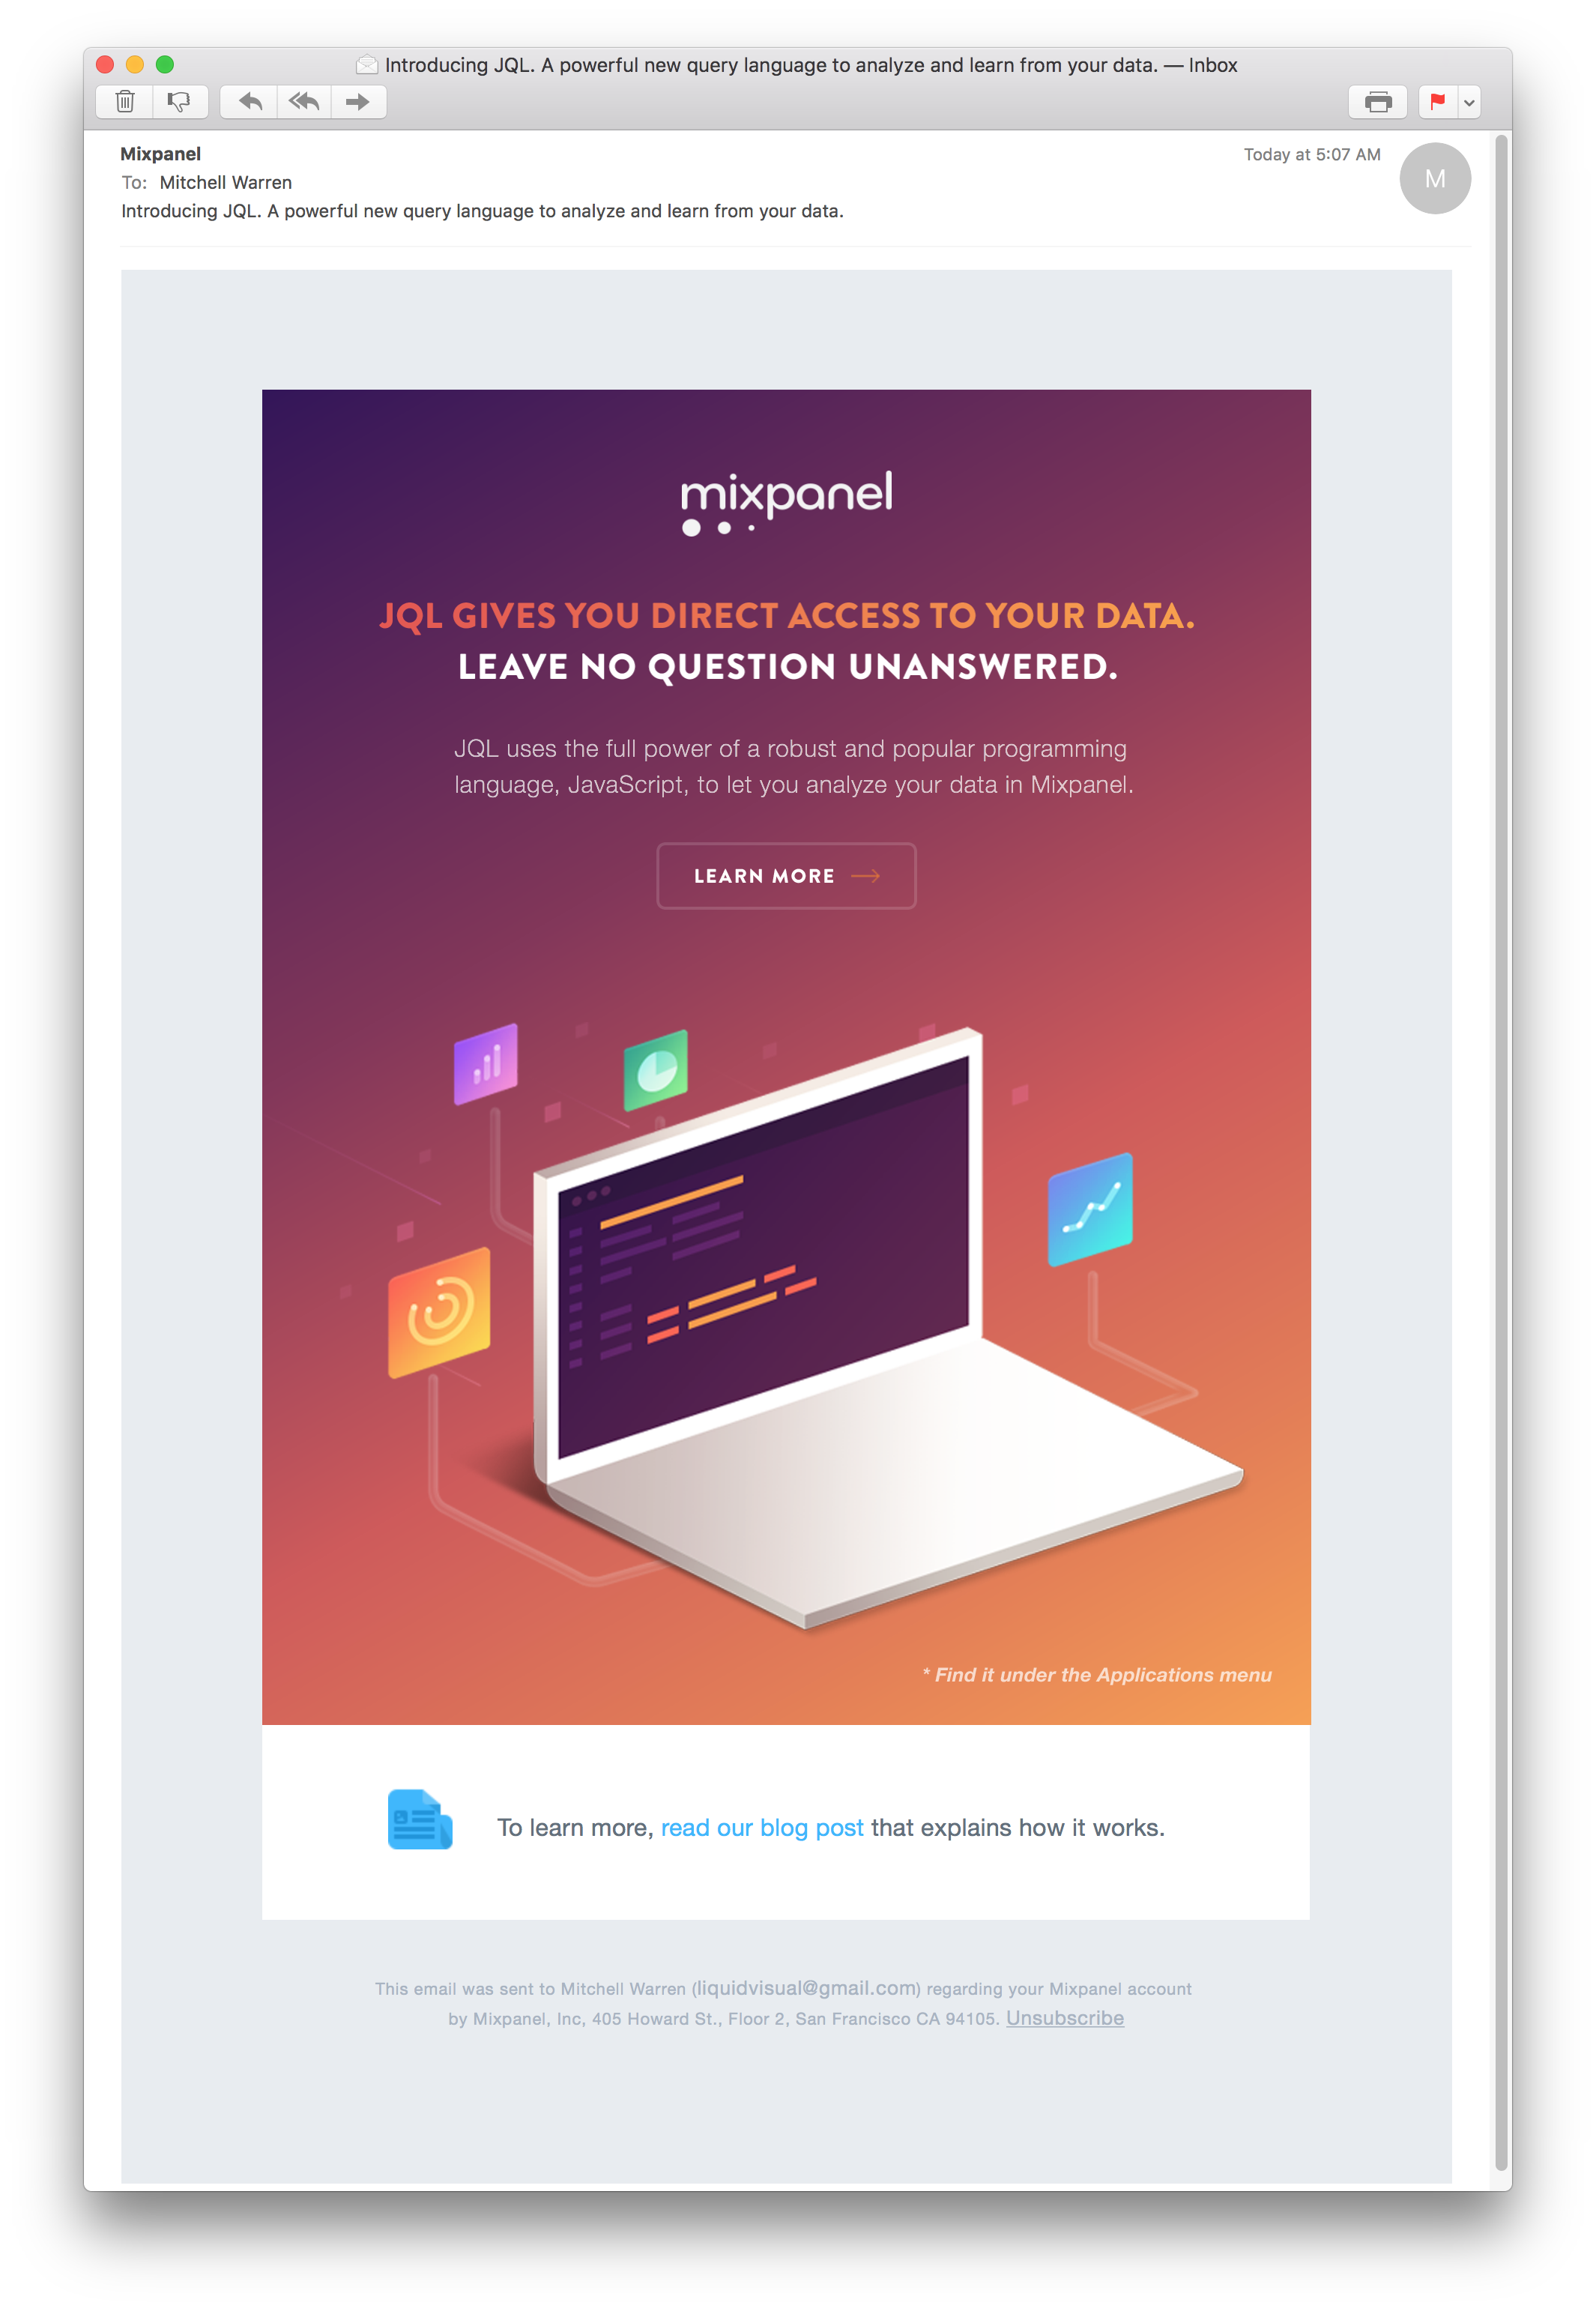 Introducing JQL. A powerful new query language to analyze and learn from your data. — Inbox
Mixpanel
Today at 5:07 AM
M
To: Mitchell Warren
Introducing JQL. A powerful new query language to analyze and learn from your data.
mixpanel
JQL GIVES YOU DIRECT ACCESS TO YOUR DATA.
LEAVE NO QUESTION UNANSWERED.
JQL uses the full power of a robust and popular programming
language, JavaScript, to let you analyze your data in Mixpanel.
LEARN MORE
* Find it under the Applications menu
To learn more, read our blog post that explains how it works.
This email was sent to Mitchell Warren (liquidvisual@gmail.com) regarding your Mixpanel account
by Mixpanel, Inc, 405 Howard St., Floor 2, San Francisco CA 94105. Unsubscribe